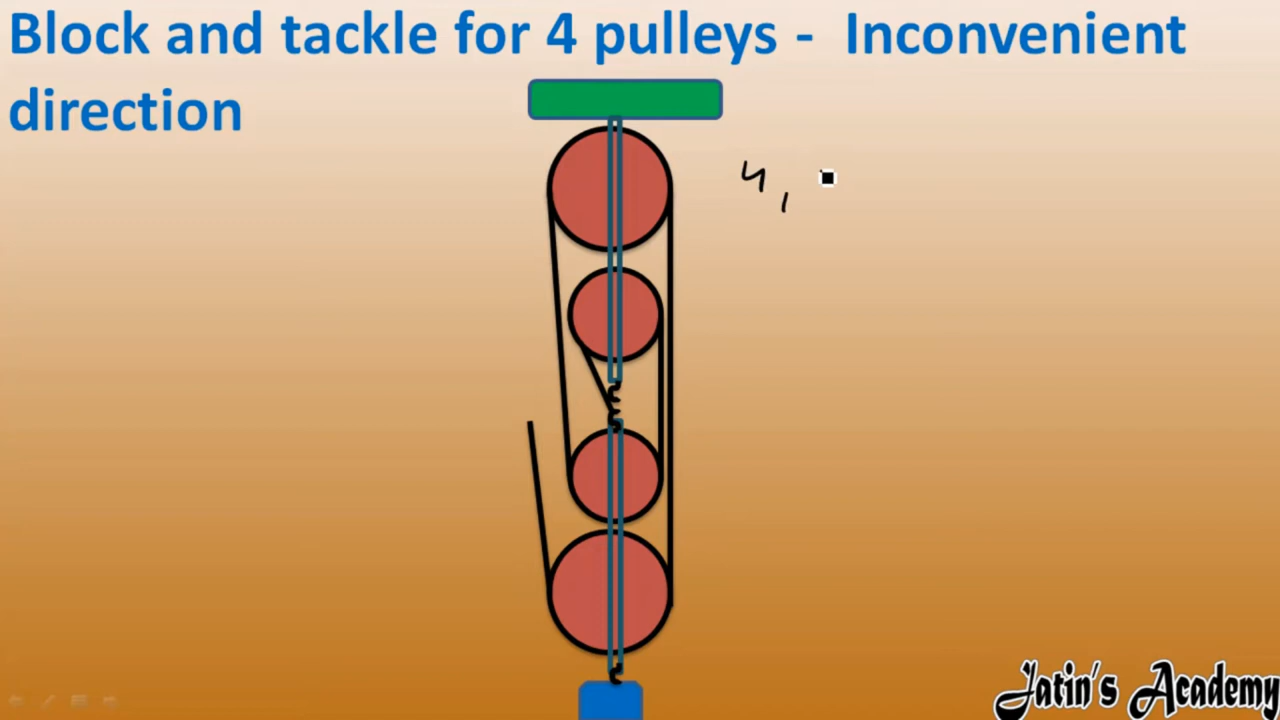 Block and tackle for 4 pulleys - Inconvenient
direction
4,
Jatin's Academy